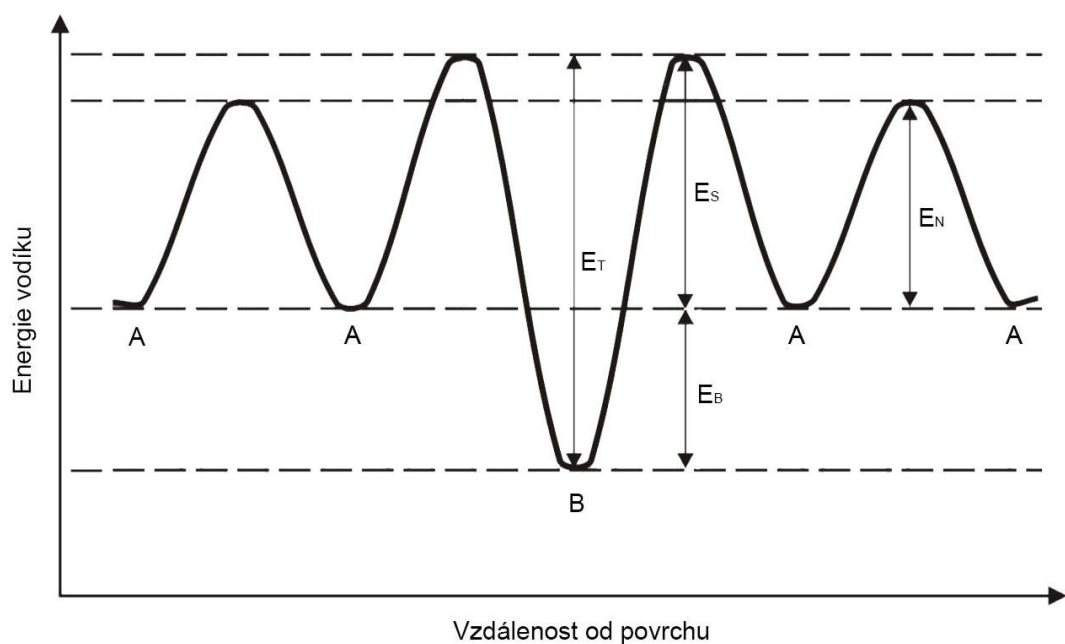 Energie vodíku
E_T
E_S
E_N
E_B
A
A
A
A
B
Vzdálenost od povrchu